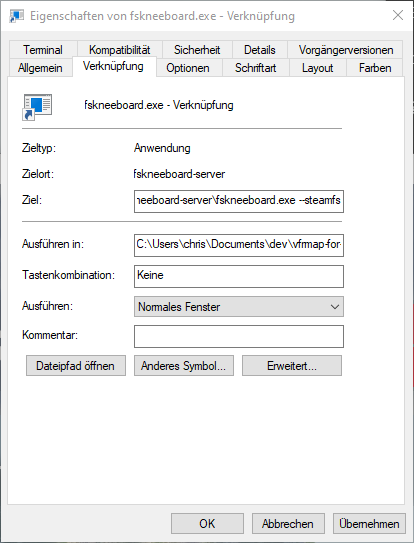 Eigenschaften von fskneeboard.exe - Verknüpfung
Terminal Kompatibilität Sicherheit Details Vorgängerversionen
Allgemein Verknüpfung Optionen Schriftart Layout Farben
fskneeboard.exe - Verknüpfung
Zieltyp: Anwendung
Zielort: fskneeboard-server
Ziel: neeboard-server\fskneeboard.exe --steamfs
Ausführen in: C:\Users\chris\Documents\dev\vfrmap-for-
Tastenkombination: Keine
Ausführen: Normales Fenster
Kommentar:
Dateipfad öffnen Anderes Symbol... Erweitert...
OK Abbrechen Übernehmen